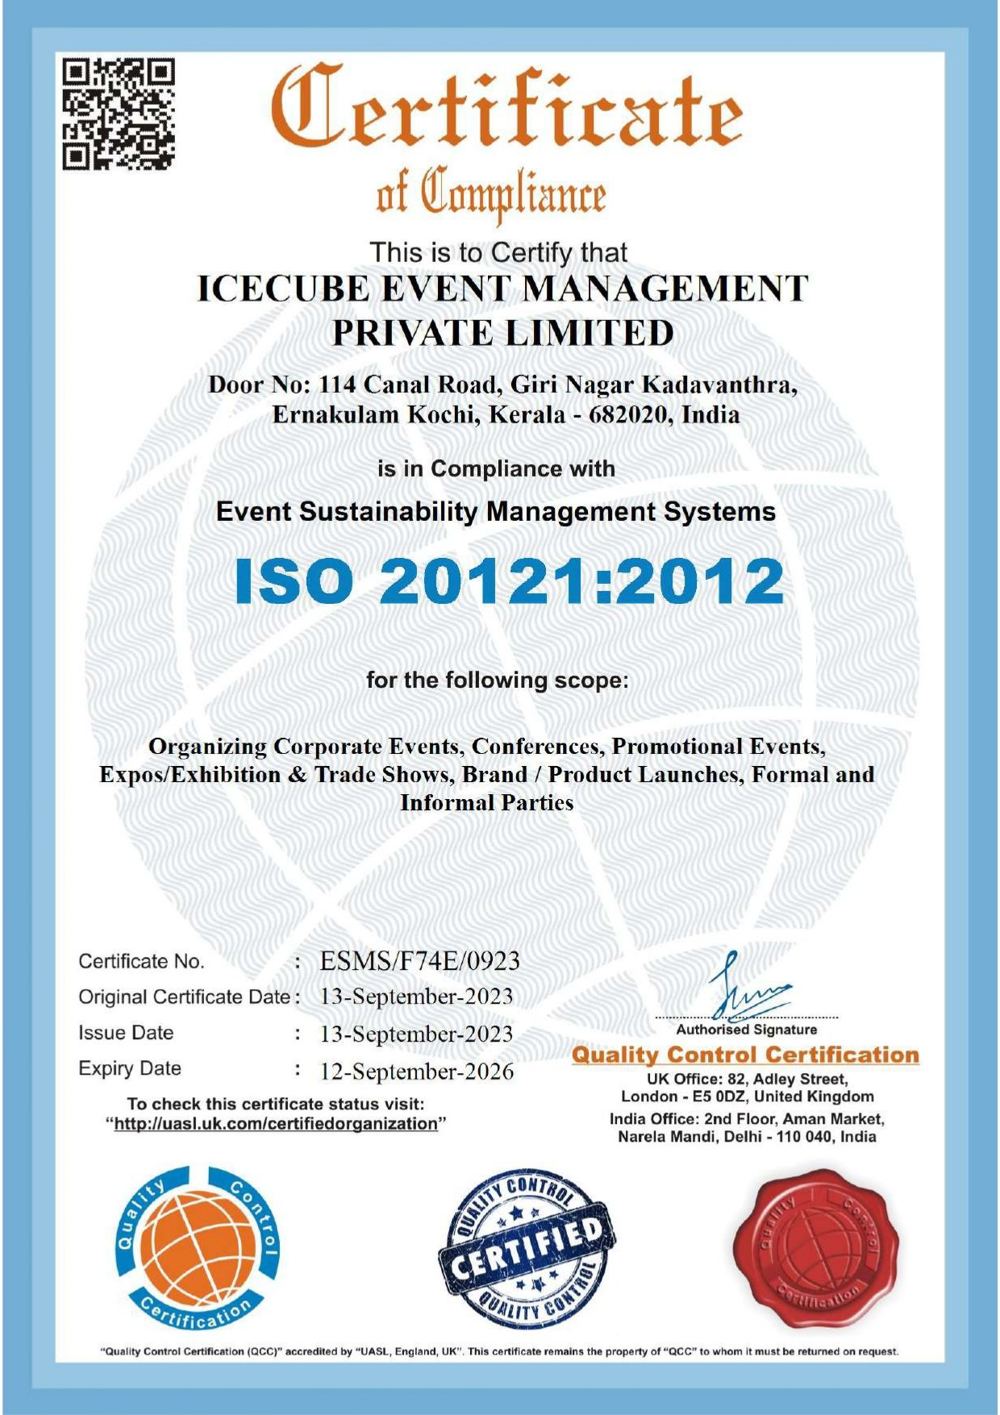 Certificate
of Compliance
This is to Certify that
ICECUBE EVENT MANAGEMENT
PRIVATE LIMITED
Door No: 114 Canal Road, Giri Nagar Kadavanthra,
Ernakulam Kochi, Kerala - 682020, India
is in Compliance with
Event Sustainability Management Systems
ISO 20121:2012
for the following scope:
Organizing Corporate Events, Conferences, Promotional Events,
Expos/Exhibition & Trade Shows, Brand / Product Launches, Formal and
Informal Parties
Certificate No. : ESMS/F74E/0923
Original Certificate Date : 13-September-2023
Issue Date : 13-September-2023
Expiry Date : 12-September-2026
To check this certificate status visit:
“http://uasl.uk.com/certifiedorganization”
Authorised Signature
Quality Control Certification
UK Office: 82, Adley Street,
London - E5 0DZ, United Kingdom
India Office: 2nd Floor, Aman Market,
Narela Mandi, Delhi - 110 040, India
Quality Control Certification
QUALITY CONTROL
CERTIFIED
QUALITY CONTROL
Quality Control Certification
“Quality Control Certification (QCC)” accredited by “UASL, England, UK”. This certificate remains the property of “QCC” to whom it must be returned on request.